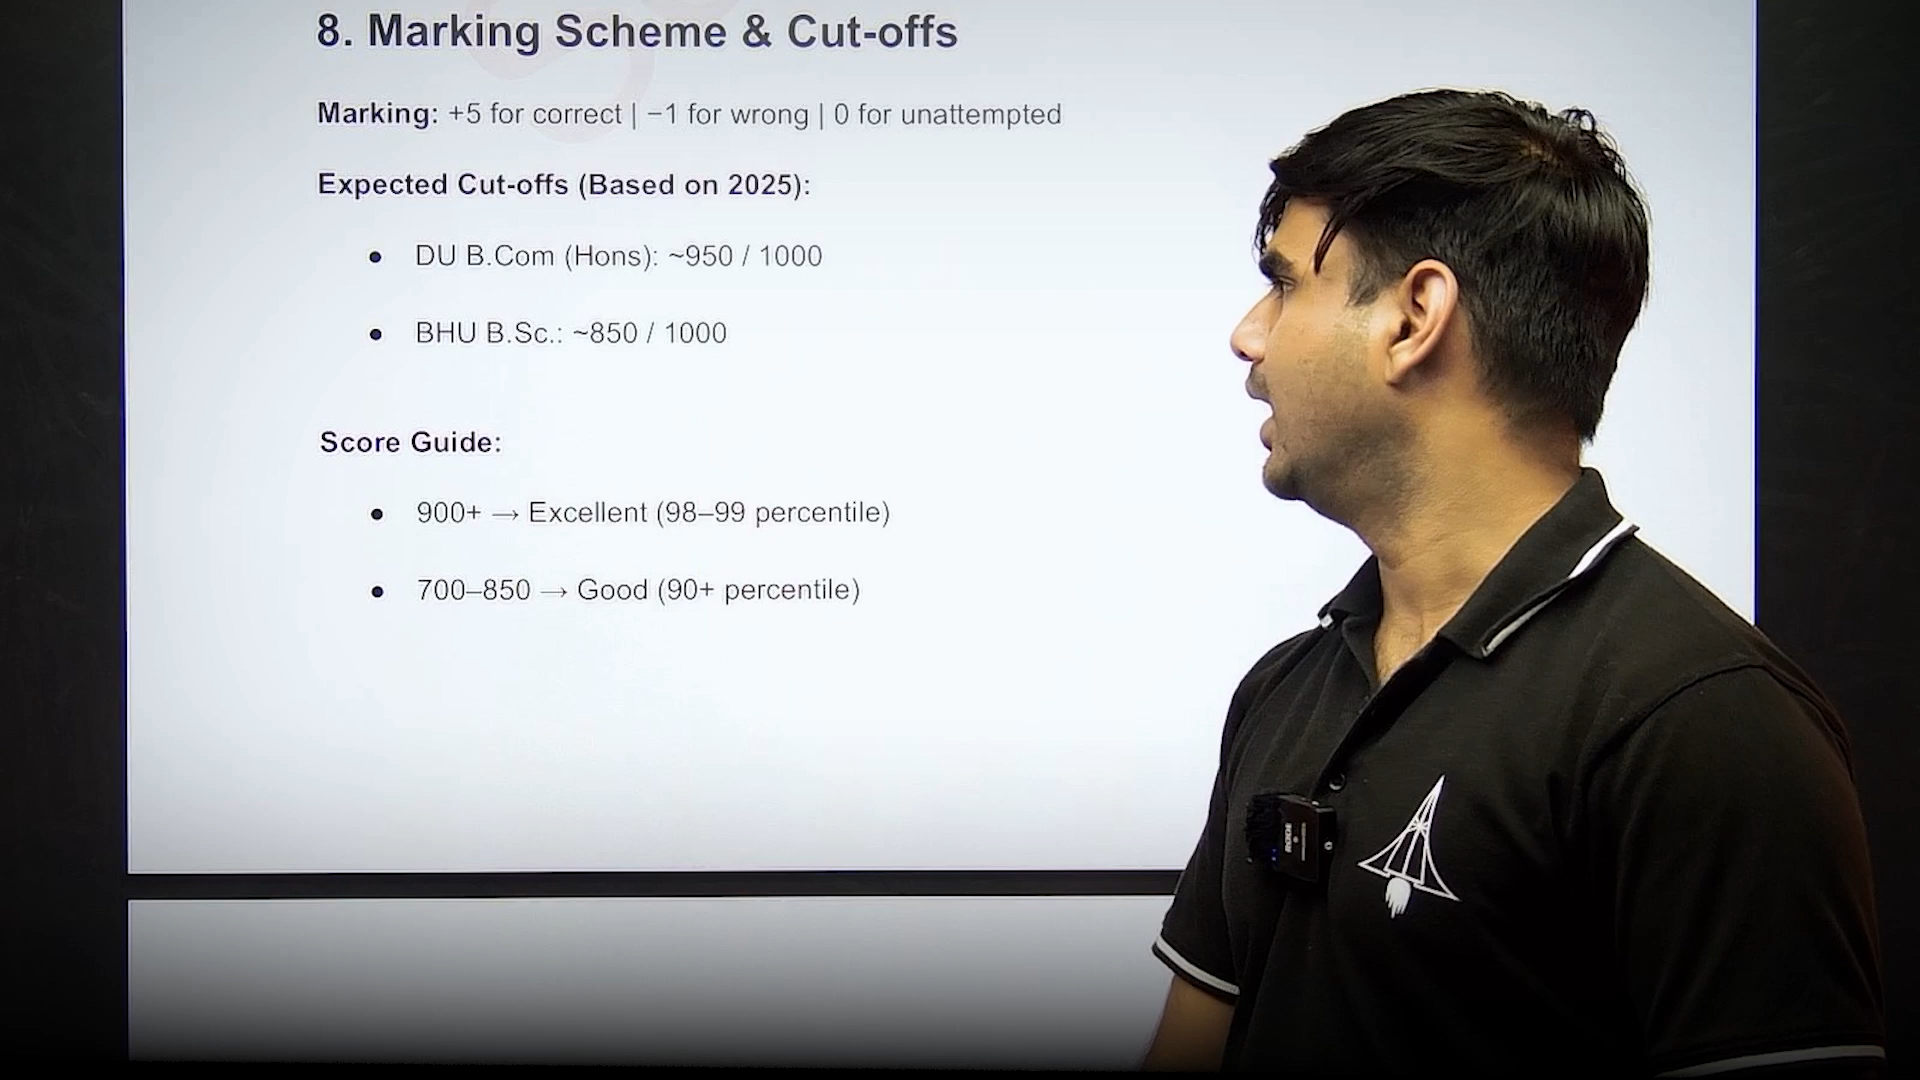 8. Marking Scheme & Cut-offs
Marking: +5 for correct | −1 for wrong | 0 for unattempted
Expected Cut-offs (Based on 2025):
● DU B.Com (Hons): ~950 / 1000
● BHU B.Sc.: ~850 / 1000
Score Guide:
● 900+ → Excellent (98–99 percentile)
● 700–850 → Good (90+ percentile)
RODE